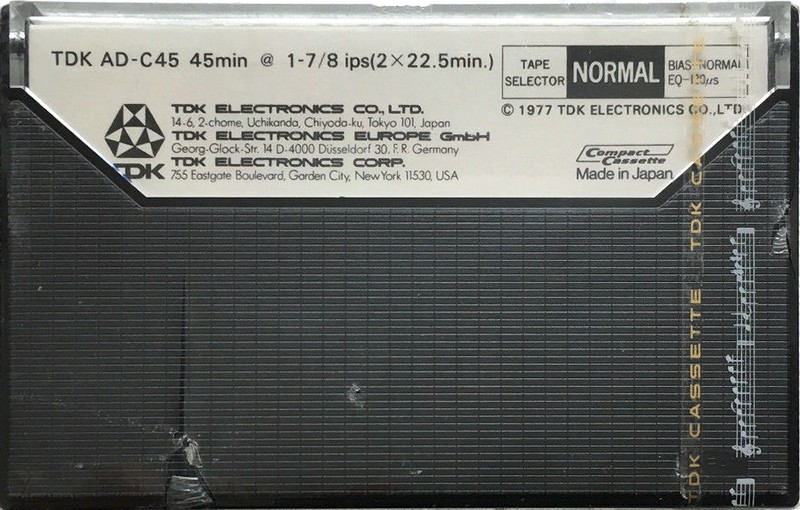 TDK AD-C45 45min @ 1-7/8 ips(2×22.5min.)
TAPE SELECTOR NORMAL BIAS-NORMAL EQ-120μs
© 1977 TDK ELECTRONICS CO.,LTD.
TDK ELECTRONICS CO., LTD.
14-6, 2-chome, Uchikanda, Chiyoda-ku, Tokyo 101, Japan
TDK ELECTRONICS EUROPE GmbH
Georg-Glock-Str. 14 D-4000 Düsseldorf 30. F.R. Germany
TDK ELECTRONICS CORP.
755 Eastgate Boulevard, Garden City, New York 11530, USA
TDK
Compact
Cassette
Made in Japan
TDK CASSETTE TDK CASSETTE